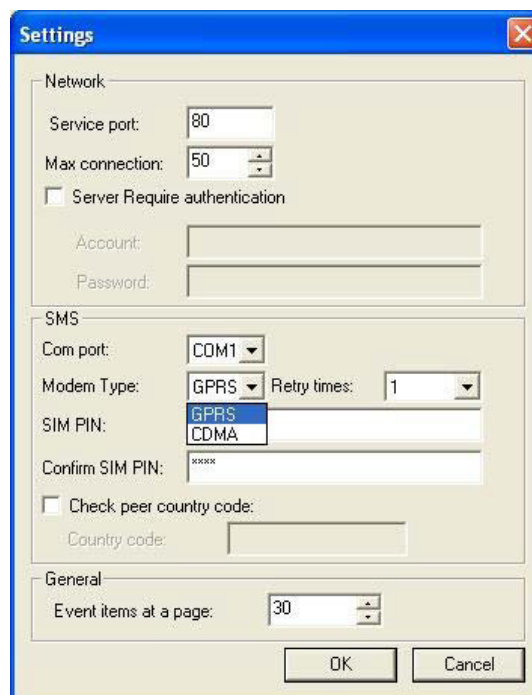 Settings
Network
Service port: 80
Max connection: 50
Server Require authentication
Account:
Password:
SMS
Com port: COM1
Modem Type: GPRS Retry times: 1
GPRS
SIM PIN:
CDMA
Confirm SIM PIN: ****
Check peer country code:
Country code:
General
Event items at a page: 30
OK Cancel